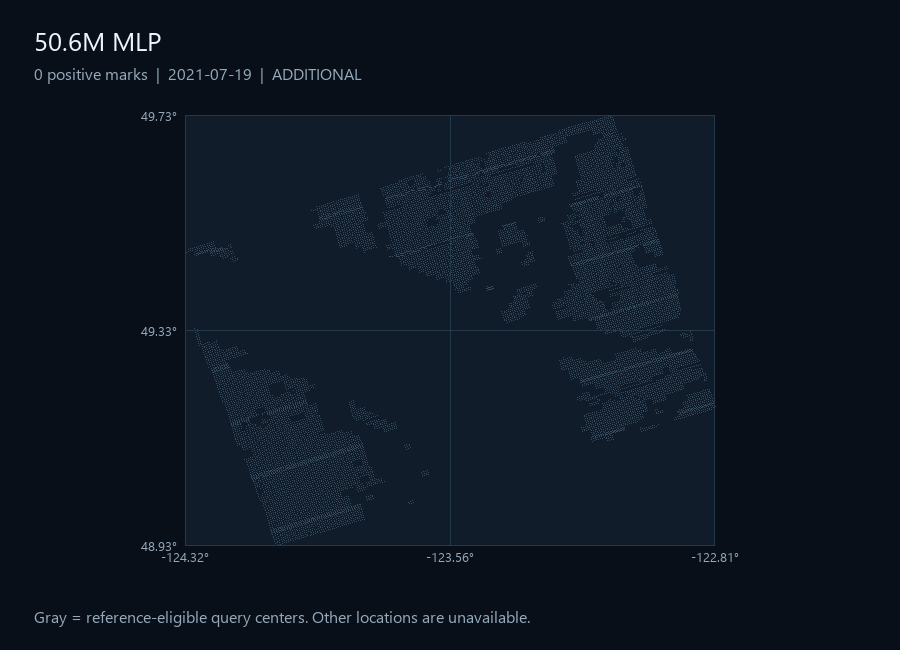 50.6M MLP
0 positive marks | 2021-07-19 | ADDITIONAL
49.73°
49.33°
48.93°
-124.32°
-123.56°
-122.81°
Gray = reference-eligible query centers. Other locations are unavailable.